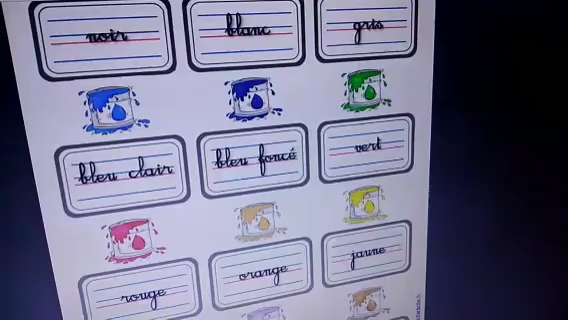 noir
blanc
gris
bleu clair
bleu foncé
vert
rouge
orange
jaune